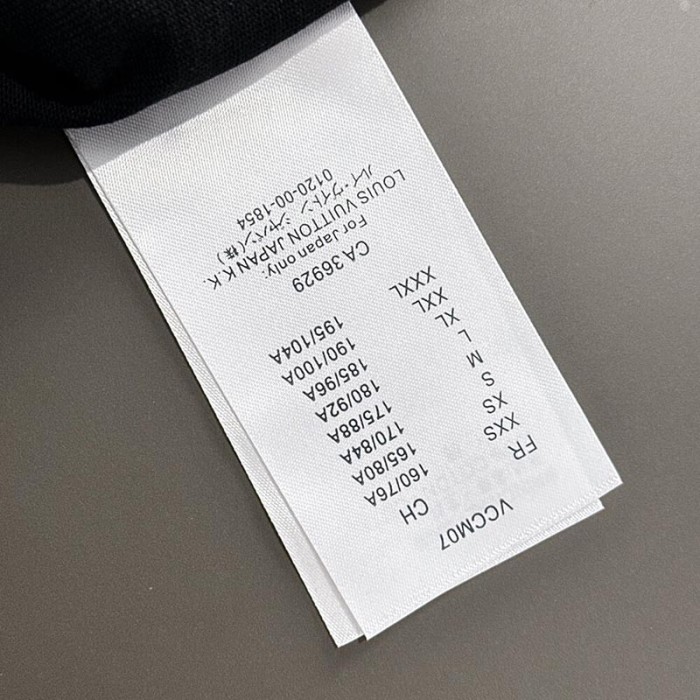 VCCM07
FR CH
XXS 160/76A
XS 165/80A
S 170/84A
M 175/88A
L 180/92A
XL 185/96A
XXL 190/100A
XXXL 195/104A
CA 36929
For Japan only:
LOUIS VUITTON JAPAN K.K.
ルイ・ヴィトン ジャパン(株)
0120-00-1854